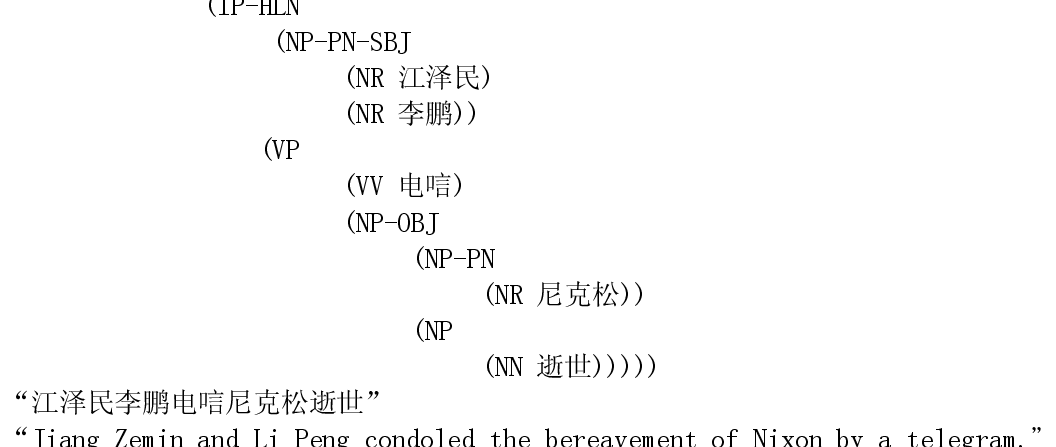 (IP-HLN
(NP-PN-SBJ
(NR 江泽民)
(NR 李鹏))
(VP
(VV 电唁)
(NP-OBJ
(NP-PN
(NR 尼克松))
(NP
(NN 逝世)))))
“江泽民李鹏电唁尼克松逝世”
“Jiang Zemin and Li Peng condoled the bereavement of Nixon by a telegram.”